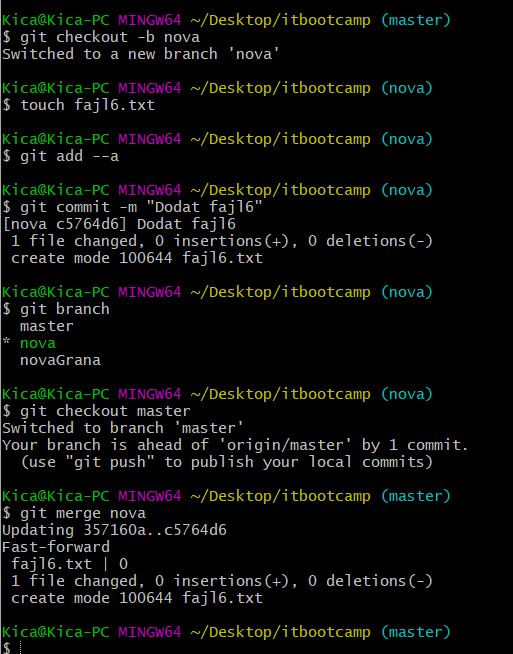 Kica@Kica-PC MINGW64 ~/Desktop/itbootcamp (master)
$ git checkout -b nova
Switched to a new branch 'nova'
Kica@Kica-PC MINGW64 ~/Desktop/itbootcamp (nova)
$ touch fajl6.txt
Kica@Kica-PC MINGW64 ~/Desktop/itbootcamp (nova)
$ git add --a
Kica@Kica-PC MINGW64 ~/Desktop/itbootcamp (nova)
$ git commit -m "Dodat fajl6"
[nova c5764d6] Dodat fajl6
 1 file changed, 0 insertions(+), 0 deletions(-)
 create mode 100644 fajl6.txt
Kica@Kica-PC MINGW64 ~/Desktop/itbootcamp (nova)
$ git branch
  master
* nova
  novaGrana
Kica@Kica-PC MINGW64 ~/Desktop/itbootcamp (nova)
$ git checkout master
Switched to branch 'master'
Your branch is ahead of 'origin/master' by 1 commit.
  (use "git push" to publish your local commits)
Kica@Kica-PC MINGW64 ~/Desktop/itbootcamp (master)
$ git merge nova
Updating 357160a..c5764d6
Fast-forward
 fajl6.txt | 0
 1 file changed, 0 insertions(+), 0 deletions(-)
 create mode 100644 fajl6.txt
Kica@Kica-PC MINGW64 ~/Desktop/itbootcamp (master)
$